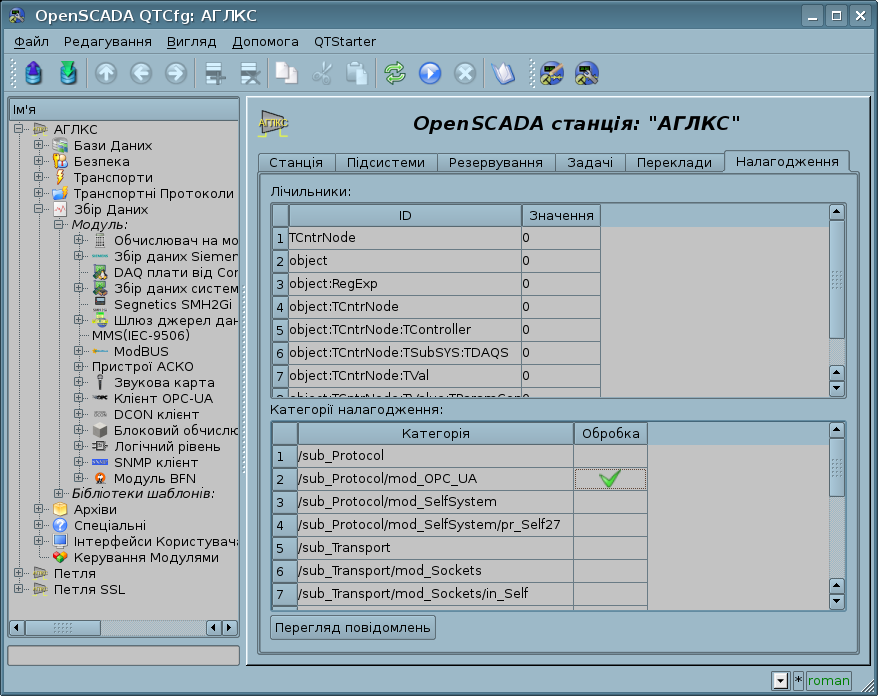 OpenSCADA QTCfg: АГЛКС
Файл Редагування Вигляд Допомога QTStarter
Ім'я
АГЛКС
Бази Даних
Безпека
Транспорти
Транспортні Протоколи
Збір Даних
Модуль:
Обчислювач на мо
Збір даних Siemen
DAQ плати від Cor
Збір даних систем
Segnetics SMH2Gi
Шлюз джерел дан
MMS(IEC-9506)
ModBUS
Пристрої АСКО
Звукова карта
Клієнт OPC-UA
DCON клієнт
Блоковий обчислю
Логічний рівень
SNMP клієнт
Модуль BFN
Бібліотеки шаблонів:
Архіви
Спеціальні
Інтерфейси Користувача
Керування Модулями
Петля
Петля SSL
АГЛКС
OpenSCADA станція: "АГЛКС"
Станція Підсистеми Резервування Задачі Переклади Налагодження
Лічильники:
ID Значення
1 TCntrNode 0
2 object 0
3 object:RegExp 0
4 object:TCntrNode 0
5 object:TCntrNode:TController 0
6 object:TCntrNode:TSubSYS:TDAQS 0
7 object:TCntrNode:TVal 0
Категорії налагодження:
Категорія Обробка
1 /sub_Protocol
2 /sub_Protocol/mod_OPC_UA
3 /sub_Protocol/mod_SelfSystem
4 /sub_Protocol/mod_SelfSystem/pr_Self27
5 /sub_Transport
6 /sub_Transport/mod_Sockets
7 /sub_Transport/mod_Sockets/in_Self
Перегляд повідомлень
* roman